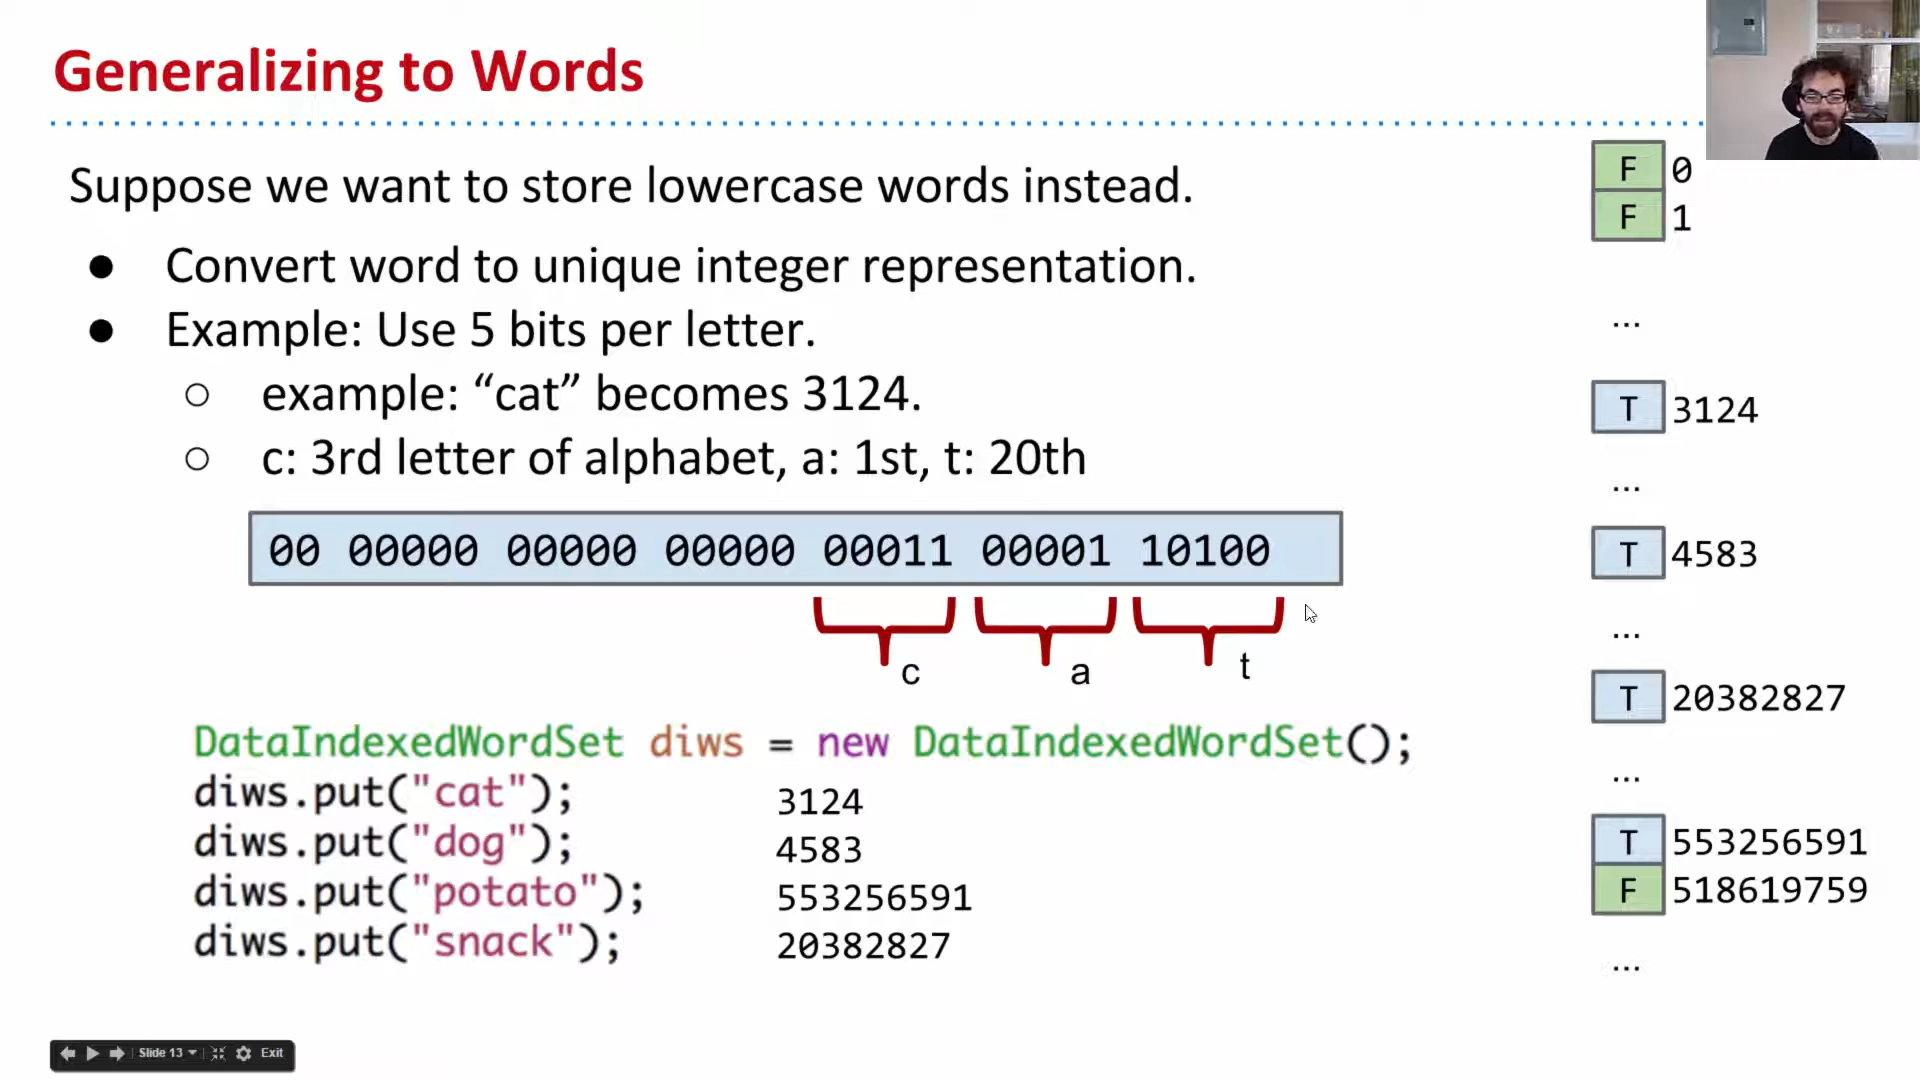 Generalizing to Words
Suppose we want to store lowercase words instead.
● Convert word to unique integer representation.
● Example: Use 5 bits per letter.
○ example: “cat” becomes 3124.
○ c: 3rd letter of alphabet, a: 1st, t: 20th
00 00000 00000 00000 00011 00001 10100
c a t
DataIndexedWordSet diws = new DataIndexedWordSet();
diws.put("cat"); 3124
diws.put("dog"); 4583
diws.put("potato"); 553256591
diws.put("snack"); 20382827
F 0
F 1
...
T 3124
...
T 4583
...
T 20382827
...
T 553256591
F 518619759
...
Slide 13 Exit